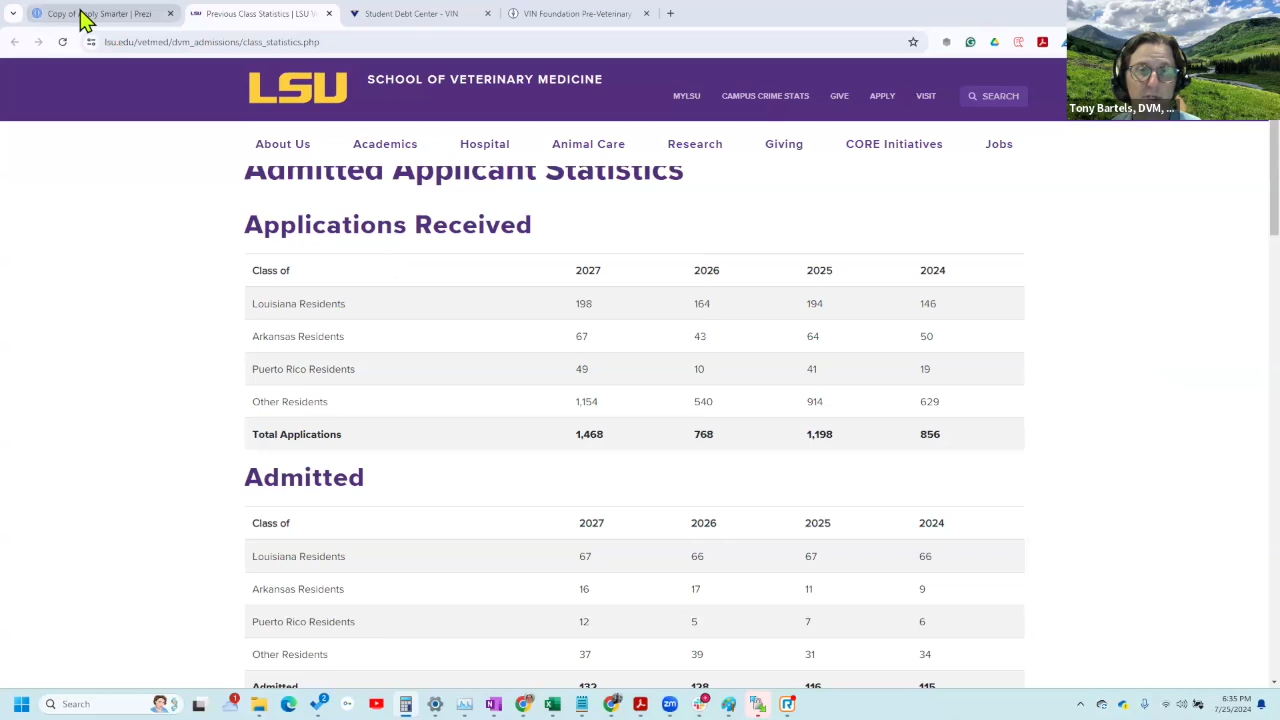 Copy of Apply Smarter | Prezi
LSU Previous Class Statistics LSU V
Student Debt Center - VIN
VIN Foundation Pre-Veterinary
lsu.edu/vetmed/dvm_admissions/class_statistics.php
LSU SCHOOL OF VETERINARY MEDICINE
MYLSU CAMPUS CRIME STATS GIVE APPLY VISIT SEARCH
Tony Bartels, DVM, ...
About Us Academics Hospital Animal Care Research Giving CORE Initiatives Jobs
Admitted Applicant Statistics
Applications Received
Class of 2027 2026 2025 2024
Louisiana Residents 198 164 194 146
Arkansas Residents 67 43 64 50
Puerto Rico Residents 49 10 41 19
Other Residents 1,154 540 914 629
Total Applications 1,468 768 1,198 856
Admitted
Class of 2027 2026 2025 2024
Louisiana Residents 67 66 67 66
Arkansas Residents 16 17 11 9
Puerto Rico Residents 12 5 7 6
Other Residents 37 39 31 34
Admitted 132 128 116 115
Search
6:35 PM
7/25/2024